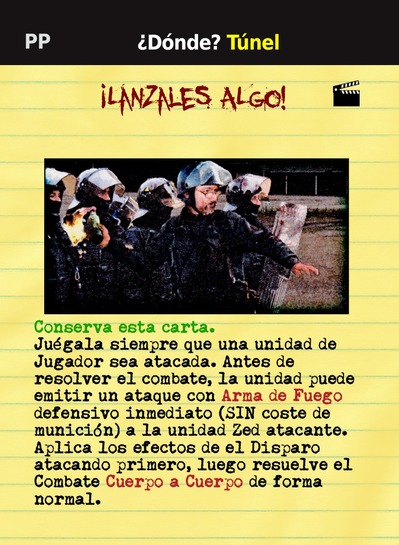 PP
¿Dónde? Túnel
¡LANZALES ALGO!
Conserva esta carta.
Juégala siempre que una unidad de
Jugador sea atacada. Antes de
resolver el combate, la unidad puede
emitir un ataque con Arma de Fuego
defensivo inmediato (SIN coste de
munición) a la unidad Zed atacante.
Aplica los efectos de el Disparo
atacando primero, luego resuelve el
Combate Cuerpo a Cuerpo de forma
normal.